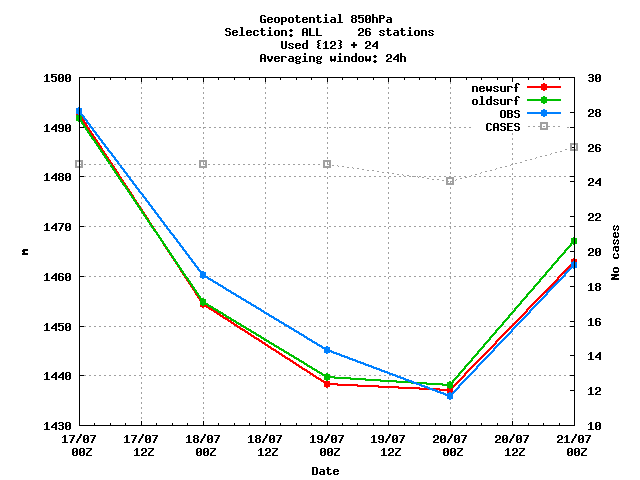 Geopotential 850hPa
Selection: ALL     26 stations
Used {12} + 24
Averaging window: 24h
1500
1490
1480
1470
1460
1450
1440
1430
m
30
28
26
24
22
20
18
16
14
12
10
No cases
newsurf
oldsurf
OBS
CASES
17/07 17/07 18/07 18/07 19/07 19/07 20/07 20/07 21/07
00Z 12Z 00Z 12Z 00Z 12Z 00Z 12Z 00Z
Date